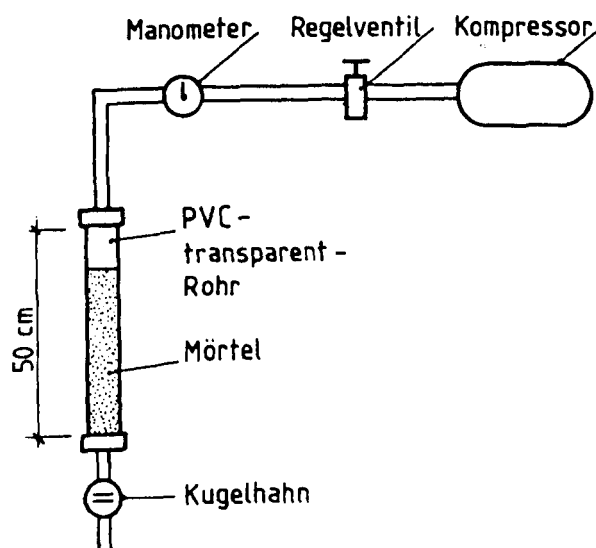 Manometer Regelventil Kompressor
PVC-
transparent-
Rohr
50 cm
Mörtel
Kugelhahn